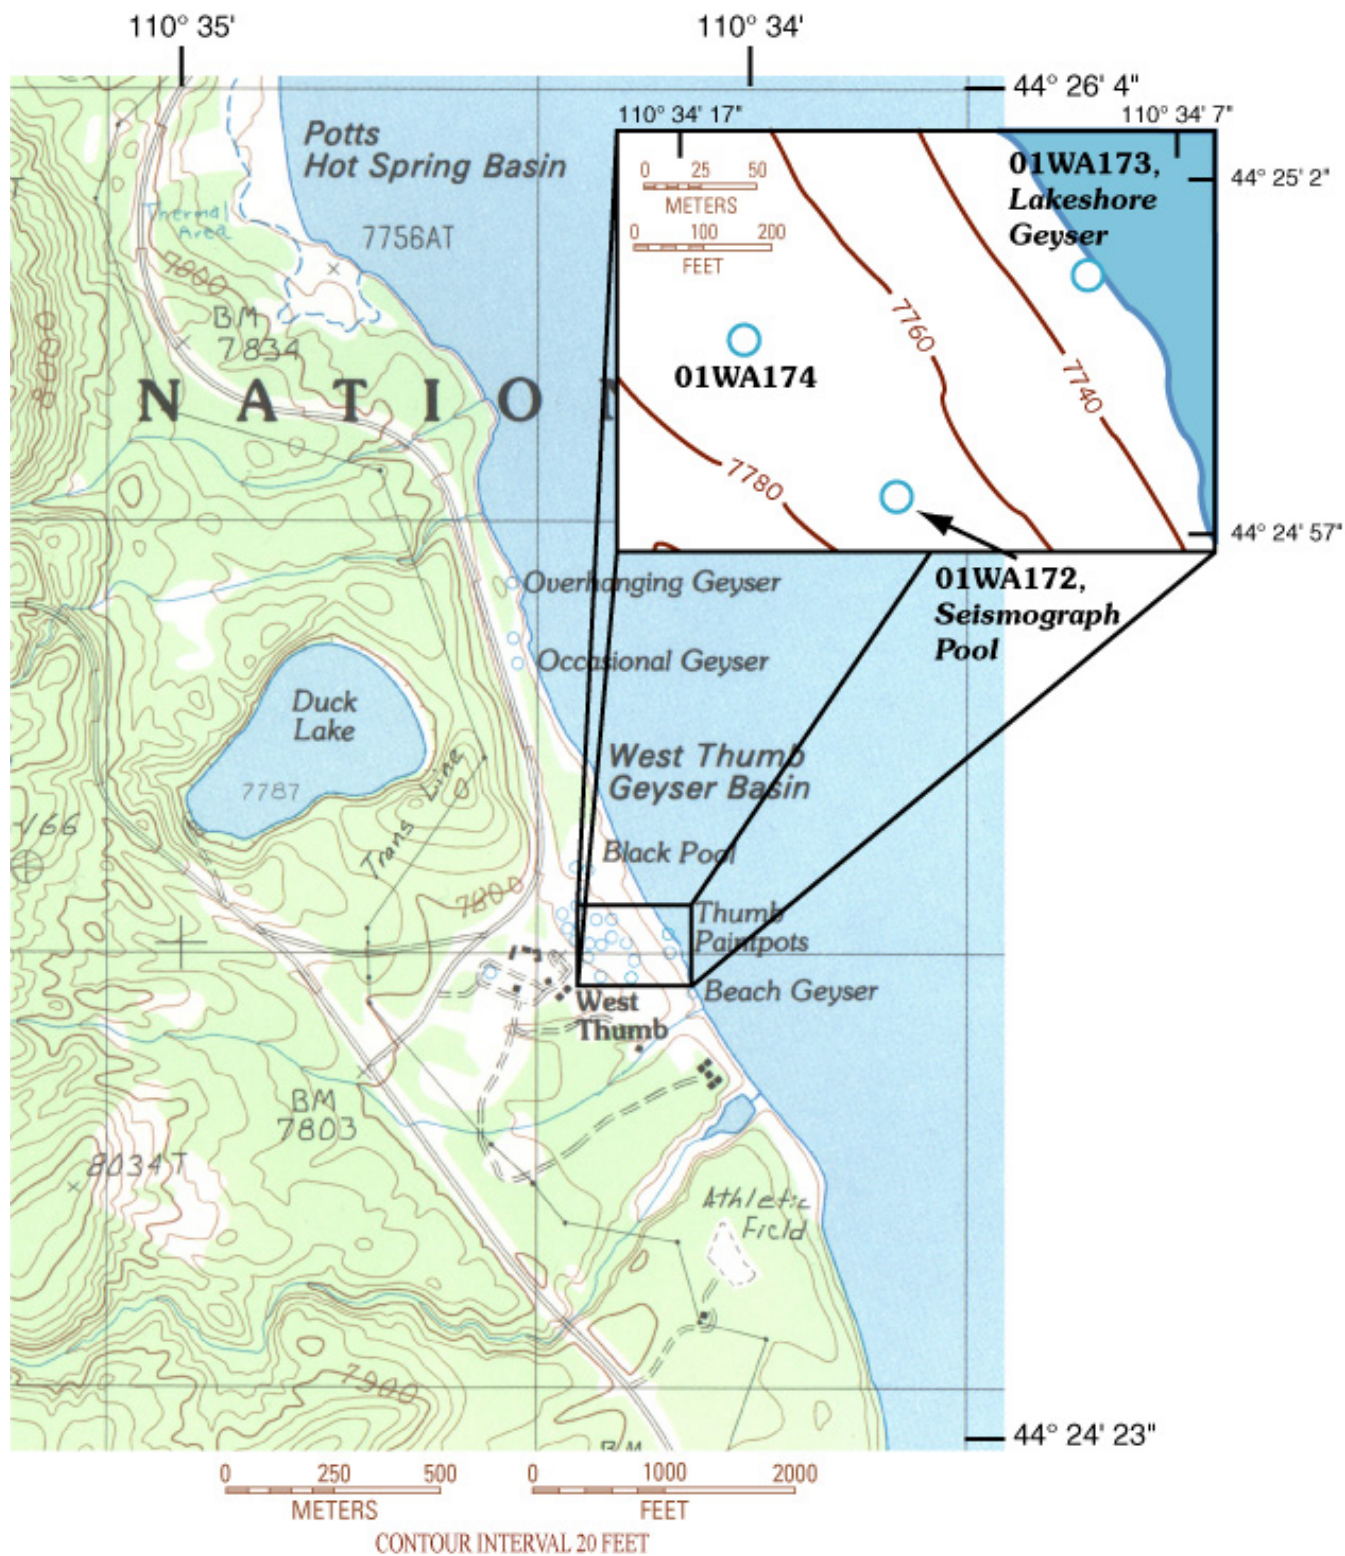 110° 35'
110° 34'
44° 26' 4"
110° 34' 17"
110° 34' 7"
Potts
Hot Spring Basin
01WA173,
Lakeshore
Geyser
0 25 50
METERS
0 100 200
FEET
44° 25' 2"
Thermal
Area
7756AT
7800
BM
7834
8000
7760
7740
01WA174
N A T I O
7780
44° 24' 57"
Overhanging Geyser
01WA172,
Seismograph
Pool
Occasional Geyser
Duck
Lake
7787
West Thumb
Geyser Basin
Trans Line
Black Pool
7800
Thumb
Paintpots
Beach Geyser
West
Thumb
BM
7803
8034T
Athletic
Field
7900
BM
44° 24' 23"
0 250 500
METERS
0 1000 2000
FEET
CONTOUR INTERVAL 20 FEET